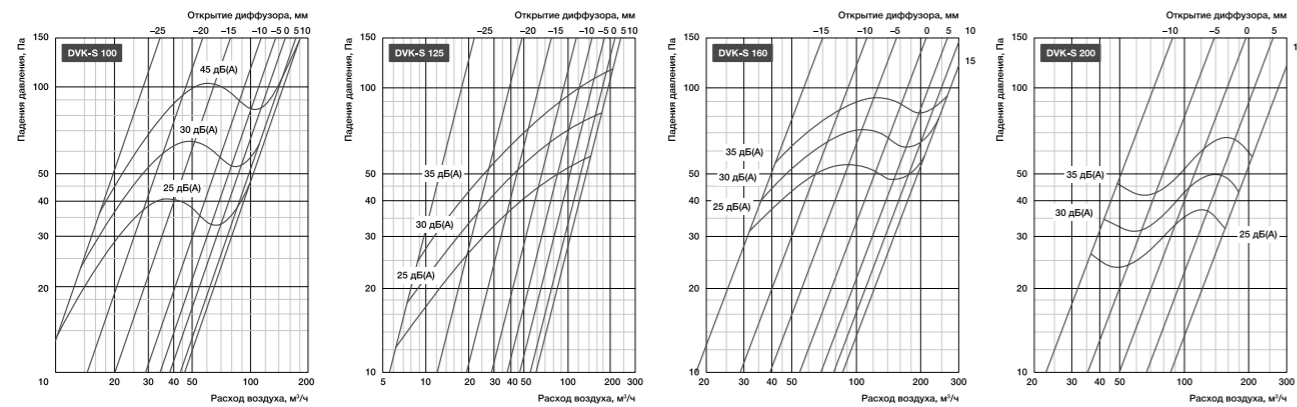 Открытие диффузора, мм
–25 –20 –15 –10 –5 0 5 10
Падения давления, Па
DVK-S 100
150
100
50
40
30
20
10
45 дБ(А)
30 дБ(А)
25 дБ(А)
10 20 30 40 50 100 200
Расход воздуха, м³/ч
Открытие диффузора, мм
–25 –20 –15 –10 –5 0 5 10
Падения давления, Па
DVK-S 125
150
100
50
40
30
20
10
35 дБ(А)
30 дБ(А)
25 дБ(А)
5 10 20 30 40 50 100 200 300
Расход воздуха, м³/ч
Открытие диффузора, мм
–15 –10 –5 0 5 10
15
Падения давления, Па
DVK-S 160
150
100
50
40
30
20
10
35 дБ(А)
30 дБ(А)
25 дБ(А)
20 30 40 50 100 200 300
Расход воздуха, м³/ч
Открытие диффузора, мм
–10 –5 0 5
1
Падения давления, Па
DVK-S 200
150
100
50
40
30
20
10
35 дБ(А)
30 дБ(А)
25 дБ(А)
20 30 40 50 100 200 300
Расход воздуха, м³/ч